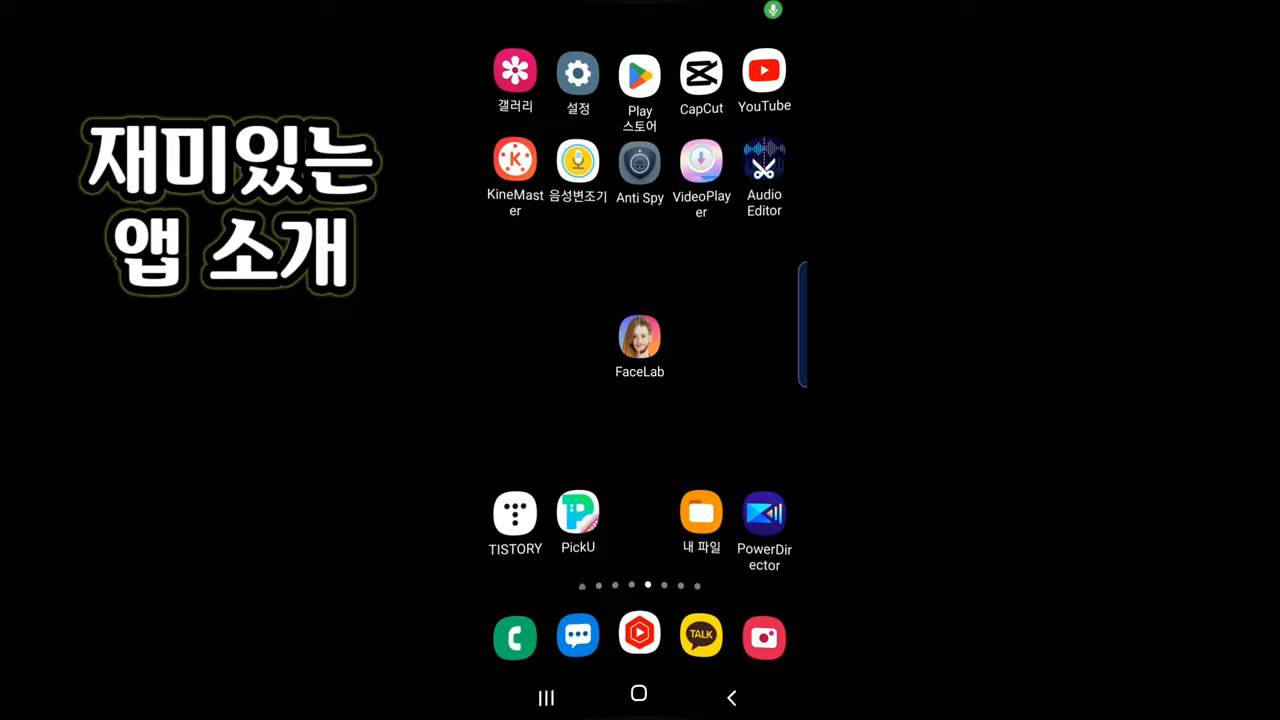 재미있는
앱 소개
갤러리
설정
Play
스토어
CapCut
YouTube
KineMast
er
음성변조기
Anti Spy
VideoPlay
er
Audio
Editor
FaceLab
TISTORY
PickU
내 파일
PowerDir
ector
TALK